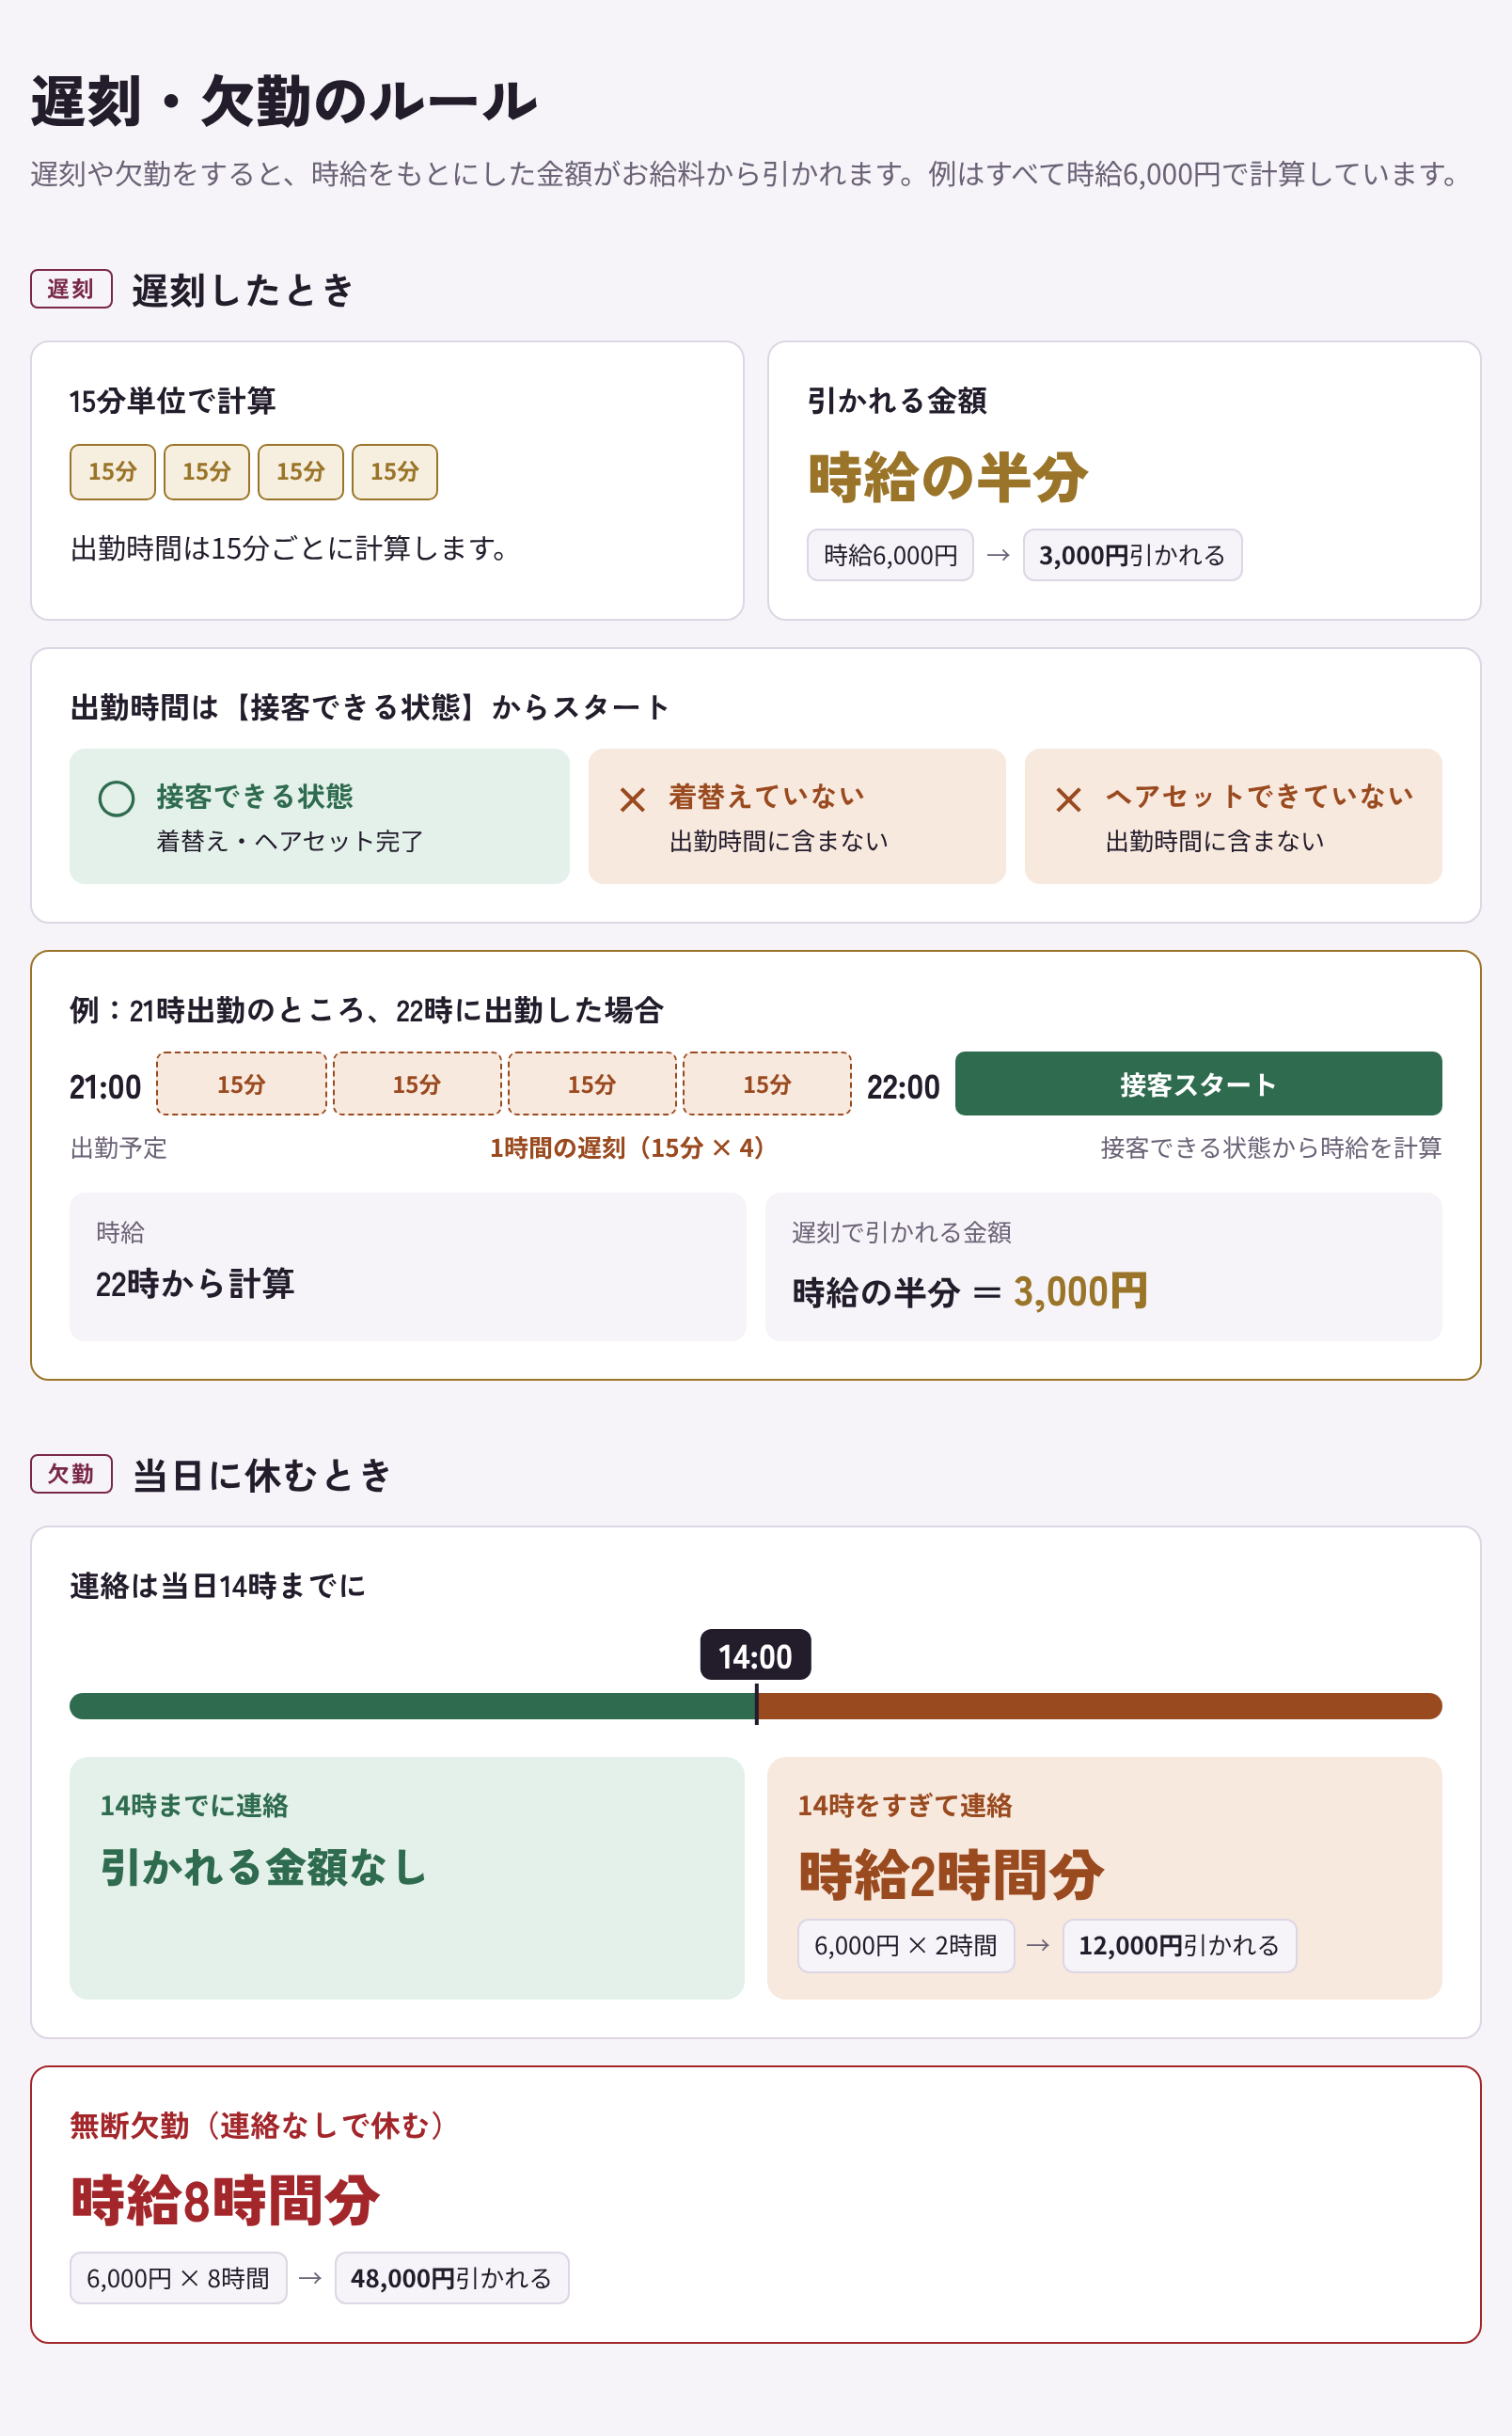 遅刻・欠勤のルール
遅刻や欠勤をすると、時給をもとにした金額がお給料から引かれます。例はすべて時給6,000円で計算しています。
遅刻 遅刻したとき
15分単位で計算
15分 15分 15分 15分
出勤時間は15分ごとに計算します。
引かれる金額
時給の半分
時給6,000円 → 3,000円引かれる
出勤時間は【接客できる状態】からスタート
◯ 接客できる状態
着替え・ヘアセット完了
× 着替えていない
出勤時間に含まない
× ヘアセットできていない
出勤時間に含まない
例：21時出勤のところ、22時に出勤した場合
21:00 15分 15分 15分 15分 22:00 接客スタート
出勤予定 1時間の遅刻（15分 × 4） 接客できる状態から時給を計算
時給
22時から計算
遅刻で引かれる金額
時給の半分 ＝ 3,000円
欠勤 当日に休むとき
連絡は当日14時までに
14:00
14時までに連絡
引かれる金額なし
14時をすぎて連絡
時給2時間分
6,000円 × 2時間 → 12,000円引かれる
無断欠勤（連絡なしで休む）
時給8時間分
6,000円 × 8時間 → 48,000円引かれる